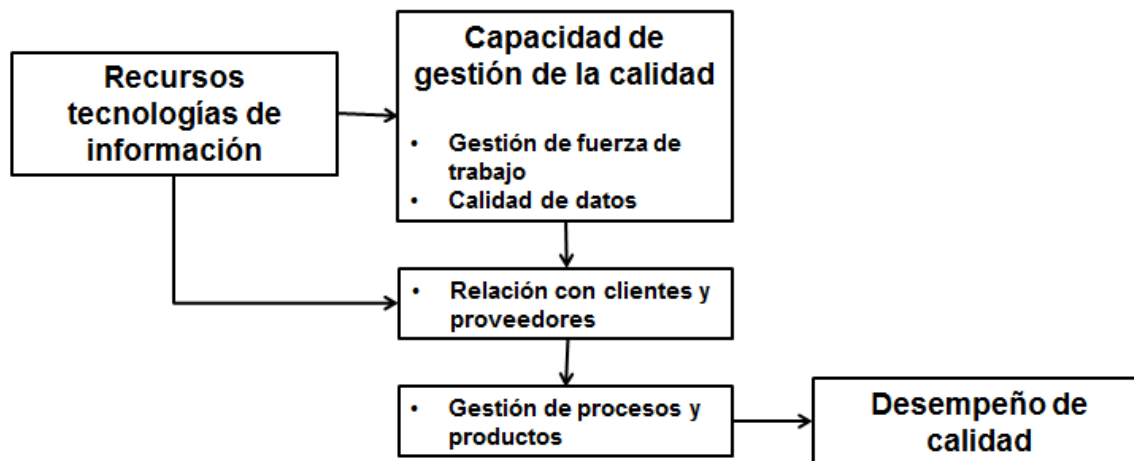 Recursos
tecnologías de
información
Capacidad de
gestión de la calidad
• Gestión de fuerza de
trabajo
• Calidad de datos
• Relación con clientes y
proveedores
• Gestión de procesos y
productos
Desempeño de
calidad